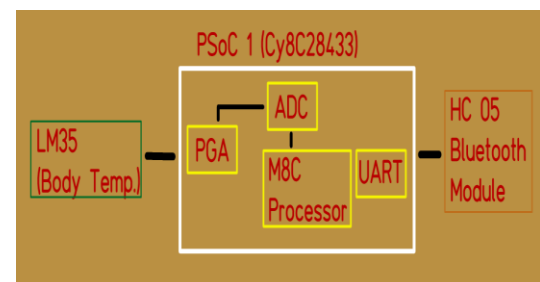 PSoC 1 (Cy8C28433)
LM35
(Body Temp.)
PGA
ADC
M8C
Processor
UART
HC 05
Bluetooth
Module